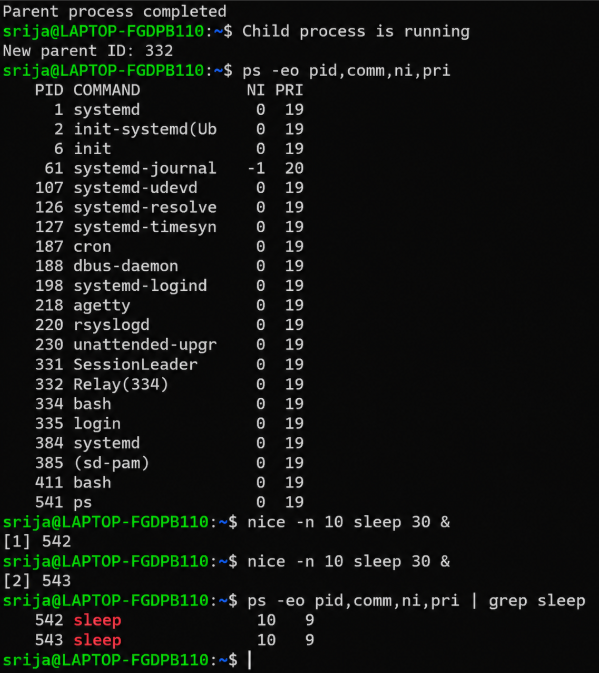 Parent process completed
srija@LAPTOP-FGDPB110:~$ Child process is running
New parent ID: 332
srija@LAPTOP-FGDPB110:~$ ps -eo pid,comm,ni,pri
    PID COMMAND          NI PRI
      1 systemd           0  19
      2 init-systemd(Ub   0  19
      6 init              0  19
     61 systemd-journal  -1  20
    107 systemd-udevd     0  19
    126 systemd-resolve   0  19
    127 systemd-timesyn   0  19
    187 cron              0  19
    188 dbus-daemon       0  19
    198 systemd-logind    0  19
    218 agetty            0  19
    220 rsyslogd          0  19
    230 unattended-upgr   0  19
    331 SessionLeader     0  19
    332 Relay(334)        0  19
    334 bash              0  19
    335 login             0  19
    384 systemd           0  19
    385 (sd-pam)          0  19
    411 bash              0  19
    541 ps                0  19
srija@LAPTOP-FGDPB110:~$ nice -n 10 sleep 30 &
[1] 542
srija@LAPTOP-FGDPB110:~$ nice -n 10 sleep 30 &
[2] 543
srija@LAPTOP-FGDPB110:~$ ps -eo pid,comm,ni,pri | grep sleep
    542 sleep            10   9
    543 sleep            10   9
srija@LAPTOP-FGDPB110:~$